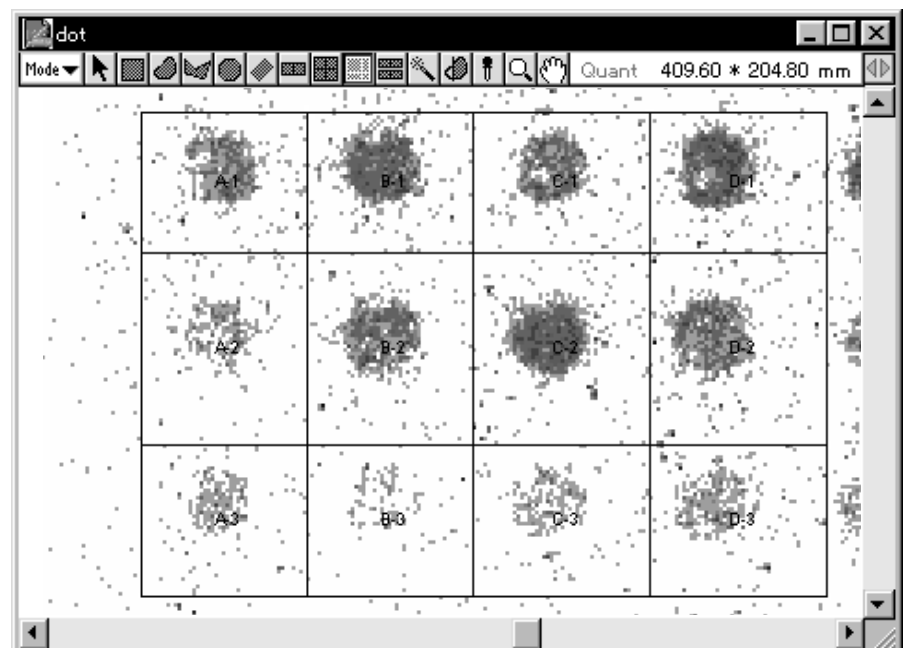 dot
Mode Quant 409.60 * 204.80 mm
A-1 B-1 C-1 D-1
A-2 B-2 C-2 D-2
A-3 B-3 C-3 D-3